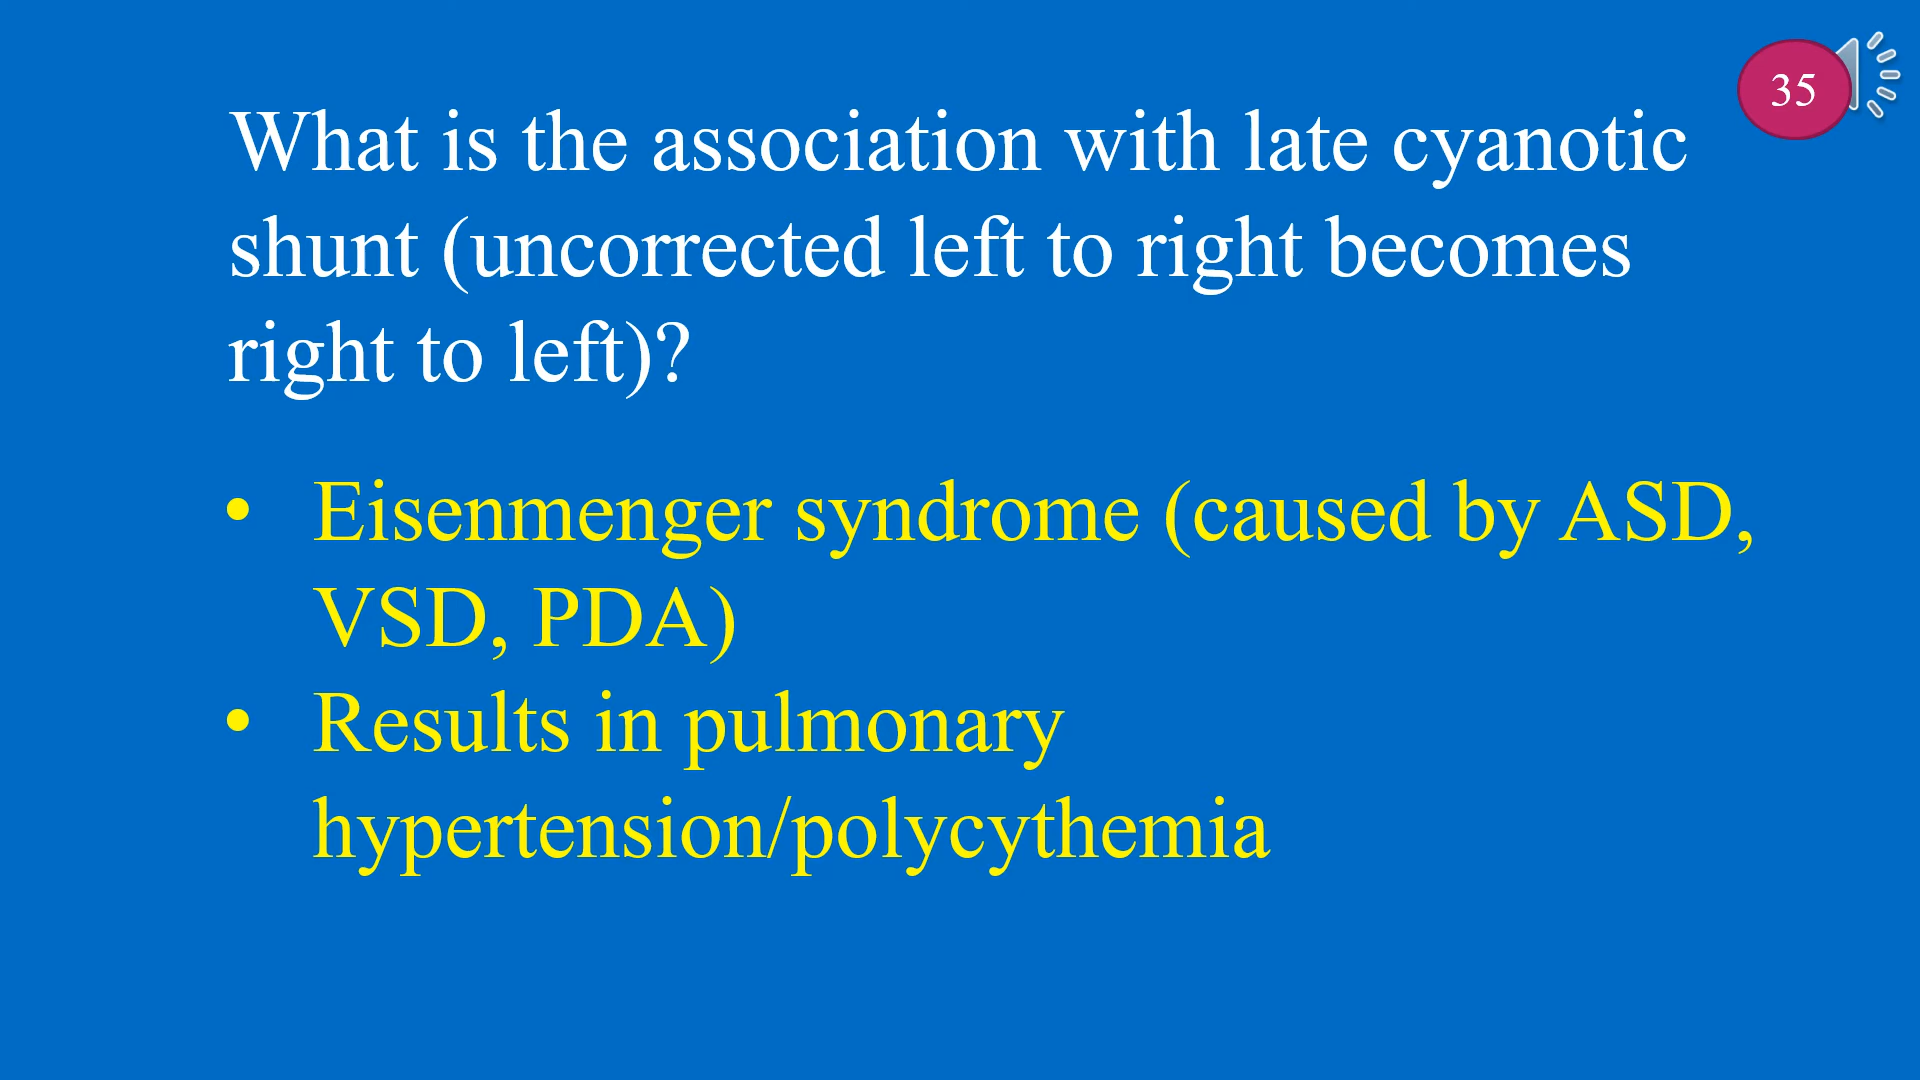 35
What is the association with late cyanotic
shunt (uncorrected left to right becomes
right to left)?
• Eisenmenger syndrome (caused by ASD,
VSD, PDA)
• Results in pulmonary
hypertension/polycythemia